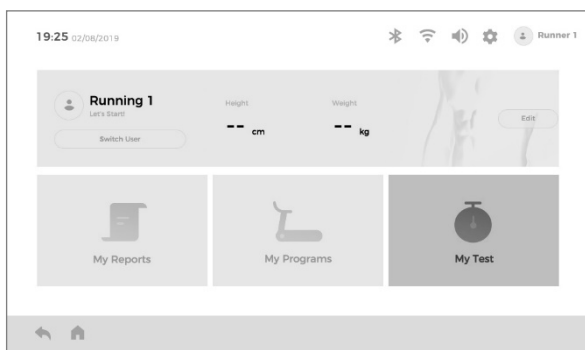 19:25 02/08/2019
Runner 1
Running 1
Let's Start!
Switch User
Height
-- cm
Weight
-- kg
Edit
My Reports
My Programs
My Test